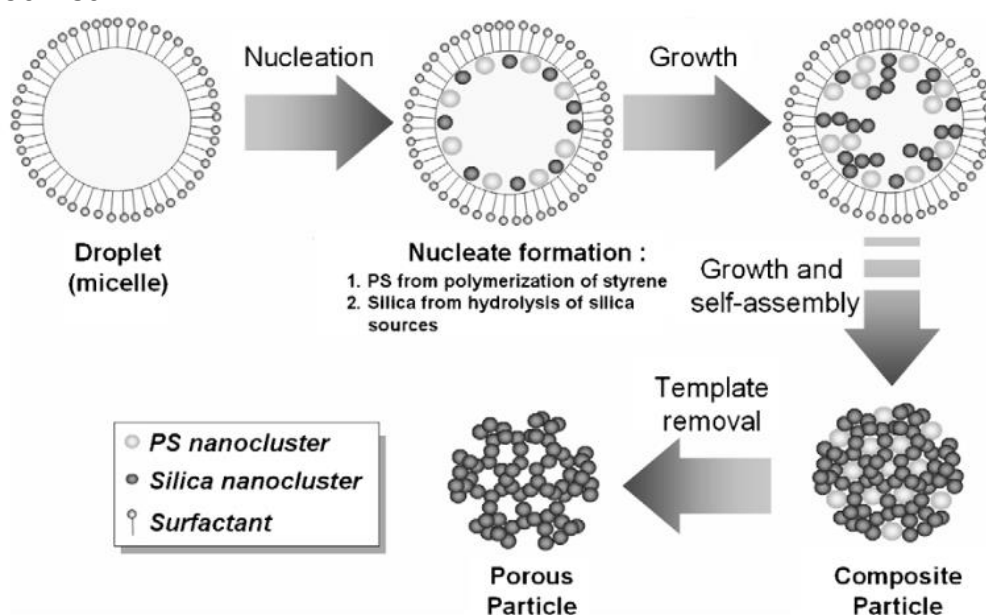 Nucleation
Growth
Droplet
(micelle)
Nucleate formation :
1. PS from polymerization of styrene
2. Silica from hydrolysis of silica
sources
Growth and
self-assembly
Template
removal
PS nanocluster
Silica nanocluster
Surfactant
Porous
Particle
Composite
Particle